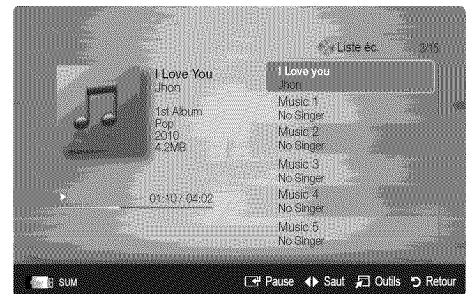 Liste éc.
3/15
I Love You
Jhon
1st Album
Pop
2010
4.2MB
01:10 / 04:02
I Love you
Jhon
Music 1
No Singer
Music 2
No Singer
Music 3
No Singer
Music 4
No Singer
Music 5
No Singer
SUM
Pause
Saut
Outils
Retour